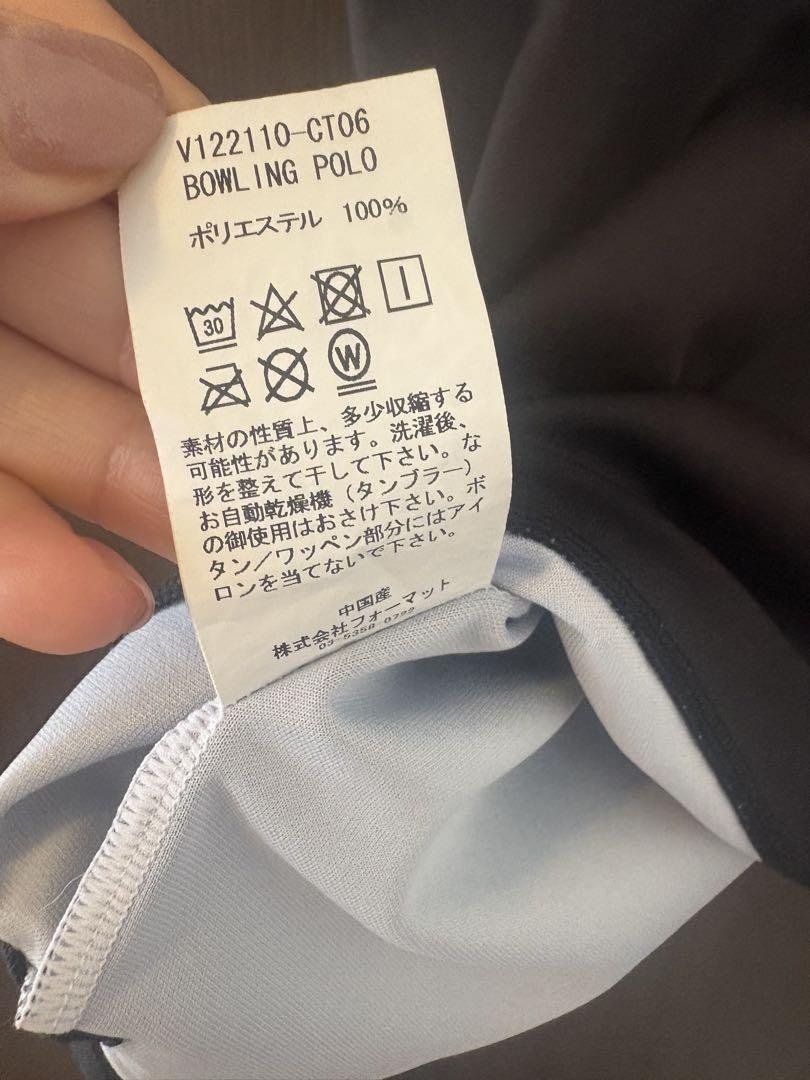 V122110-CT06
BOWLING POLO
ポリエステル 100%
30
W
素材の性質上、多少収縮する
可能性があります。洗濯後、
形を整えて干して下さい。な
お自動乾燥機（タンブラー）
の御使用はおさけ下さい。ボ
タン／ワッペン部分にはアイ
ロンを当てないで下さい。
中国産
株式会社フォーマット
03-5358-0792